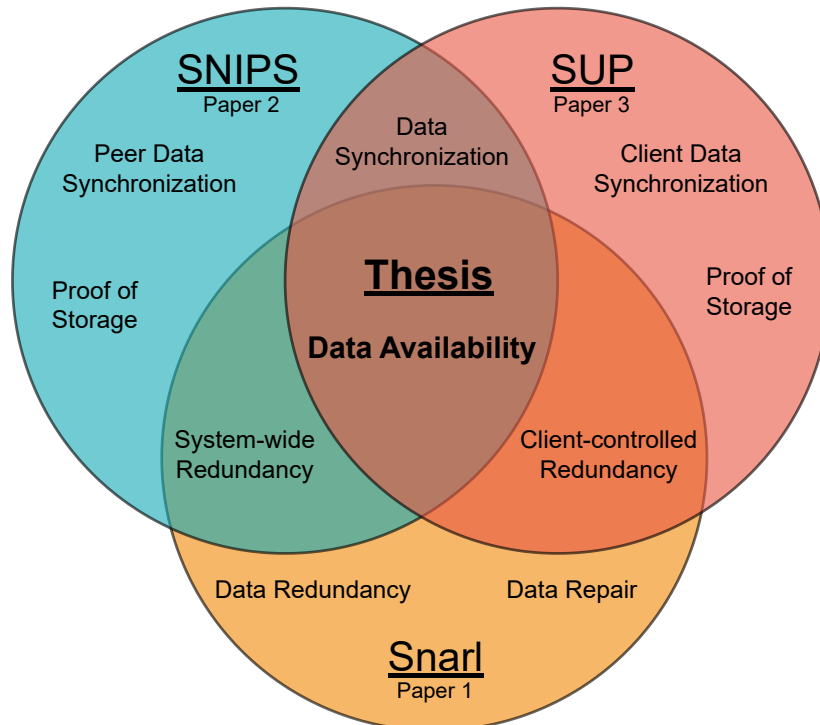 SNIPS
Paper 2
SUP
Paper 3
Peer Data
Synchronization
Data
Synchronization
Client Data
Synchronization
Proof of
Storage
Thesis
Data Availability
Proof of
Storage
System-wide
Redundancy
Client-controlled
Redundancy
Data Redundancy
Data Repair
Snarl
Paper 1